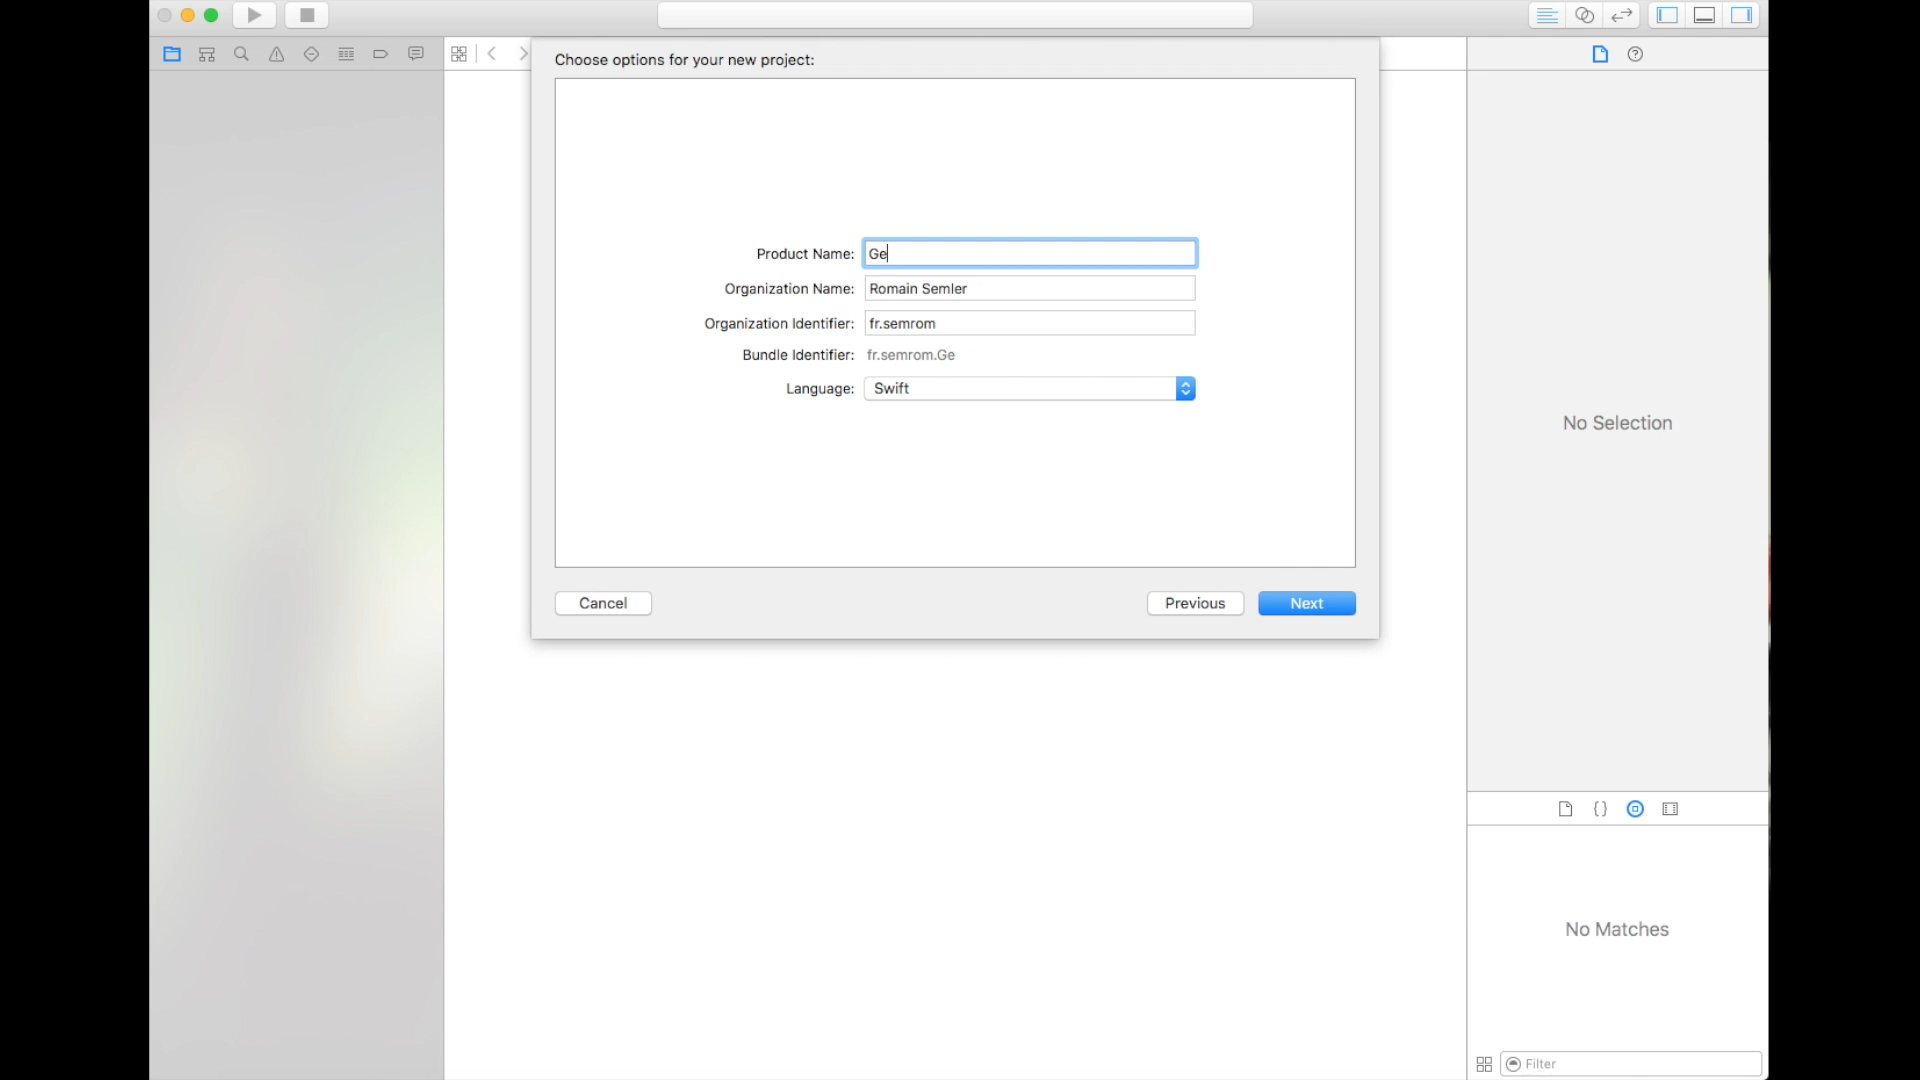 Choose options for your new project:
Product Name: Ge
Organization Name: Romain Semler
Organization Identifier: fr.semrom
Bundle Identifier: fr.semrom.Ge
Language: Swift
Cancel
Previous
Next
No Selection
No Matches
Filter